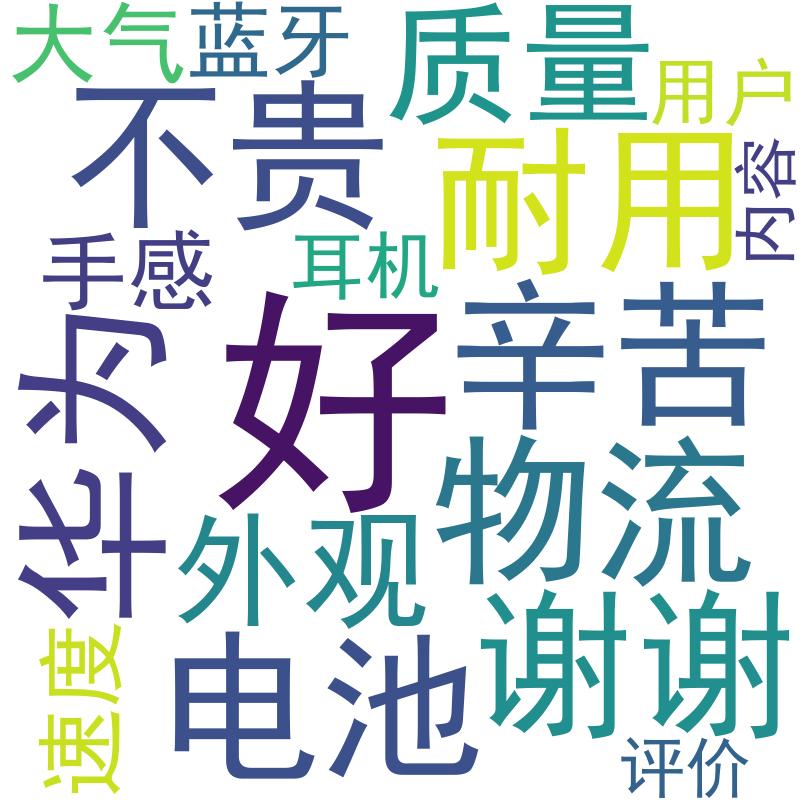 大气
蓝牙
质量
用户
不贵
耐用
内容
手感
耳机
好
辛苦
华为
物流
外观
谢谢
速度
电池
评价